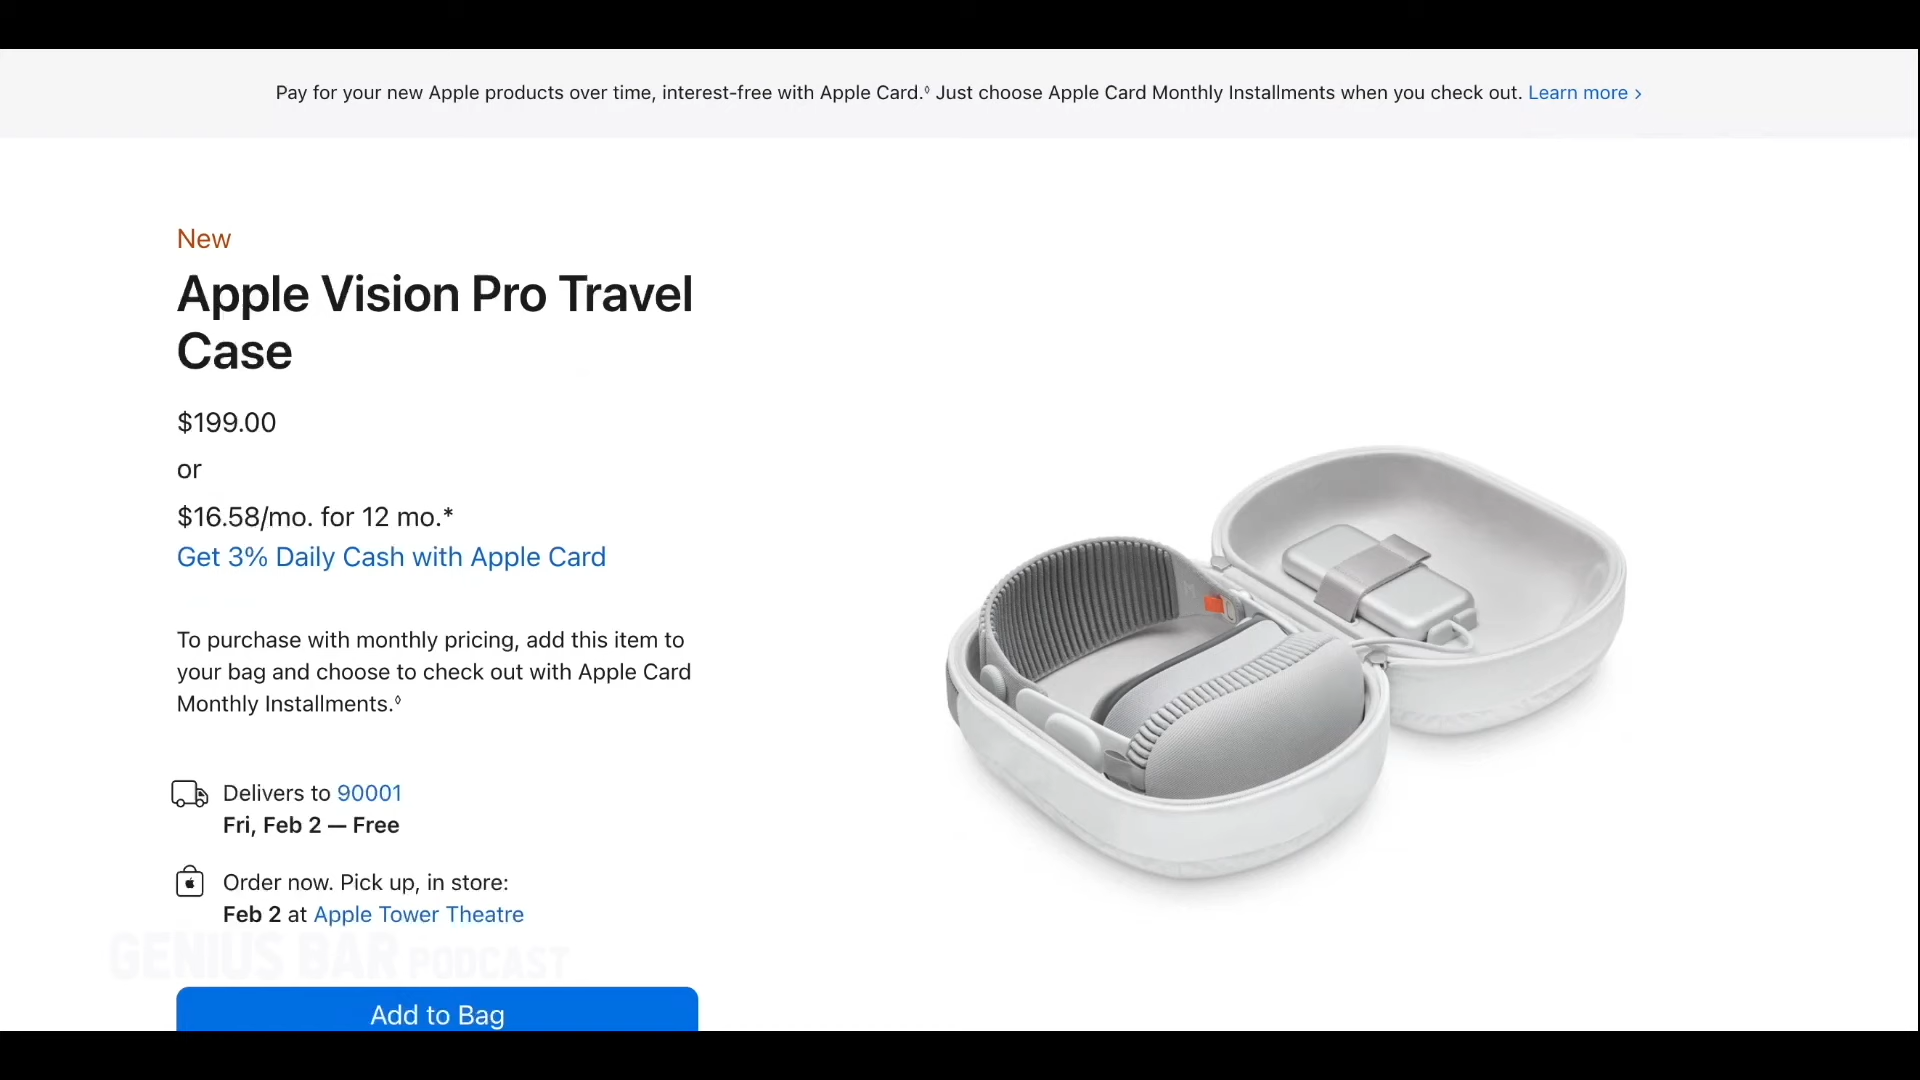 Pay for your new Apple products over time, interest-free with Apple Card.◊ Just choose Apple Card Monthly Installments when you check out. Learn more >
New
Apple Vision Pro Travel
Case
$199.00
or
$16.58/mo. for 12 mo.*
Get 3% Daily Cash with Apple Card
To purchase with monthly pricing, add this item to
your bag and choose to check out with Apple Card
Monthly Installments.◊
Delivers to 90001
Fri, Feb 2 — Free
Order now. Pick up, in store:
Feb 2 at Apple Tower Theatre
GENIUS BAR PODCAST
Add to Bag